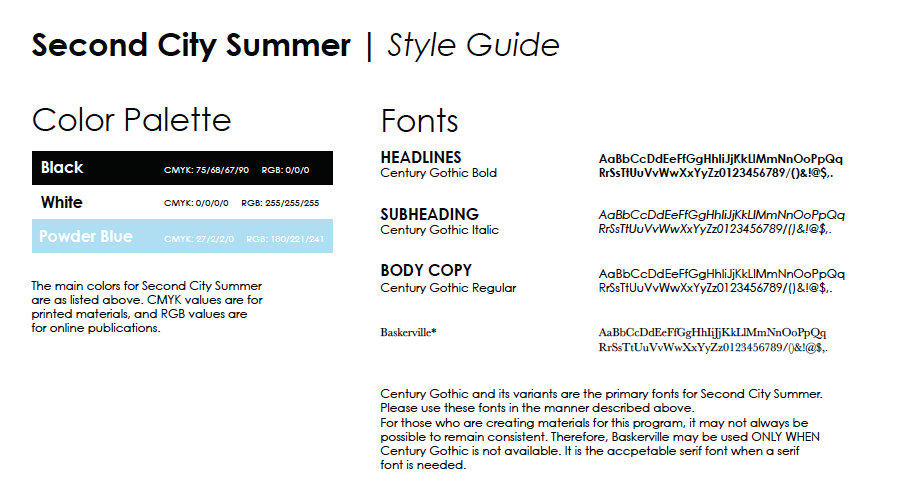 Second City Summer | Style Guide
Color Palette
Black CMYK: 75/68/67/90 RGB: 0/0/0
White CMYK: 0/0/0/0 RGB: 255/255/255
Powder Blue CMYK: 27/2/2/0 RGB: 180/221/241
The main colors for Second City Summer
are as listed above. CMYK values are for
printed materials, and RGB values are
for online publications.
Fonts
HEADLINES
Century Gothic Bold
AaBbCcDdEeFfGgHhIiJjKkLlMmNnOoPpQq
RrSsTtUuVvWwXxYyZz0123456789/()&!@$,.
SUBHEADING
Century Gothic Italic
AaBbCcDdEeFfGgHhIiJjKkLlMmNnOoPpQq
RrSsTtUuVvWwXxYyZz0123456789/()&!@$,.
BODY COPY
Century Gothic Regular
AaBbCcDdEeFfGgHhIiJjKkLlMmNnOoPpQq
RrSsTtUuVvWwXxYyZz0123456789/()&!@$,.
Baskerville*
AaBbCcDdEeFfGgHhIiJjKkLlMmNnOoPpQq
RrSsTtUuVvWwXxYyZz0123456789/()&!@$,.
Century Gothic and its variants are the primary fonts for Second City Summer.
Please use these fonts in the manner described above.
For those who are creating materials for this program, it may not always be
possible to remain consistent. Therefore, Baskerville may be used ONLY WHEN
Century Gothic is not available. It is the accpetable serif font when a serif
font is needed.